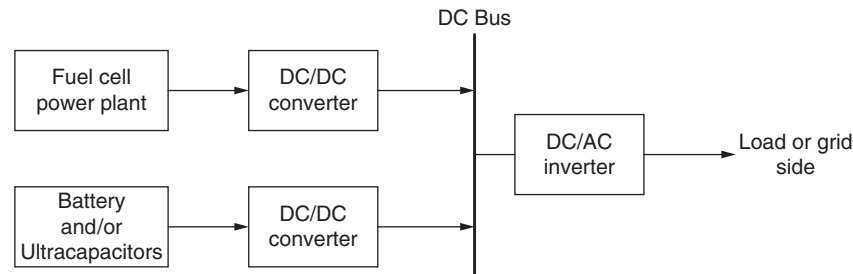 DC Bus
Fuel cell
power plant
DC/DC
converter
DC/AC
inverter
Load or grid
side
Battery
and/or
Ultracapacitors
DC/DC
converter